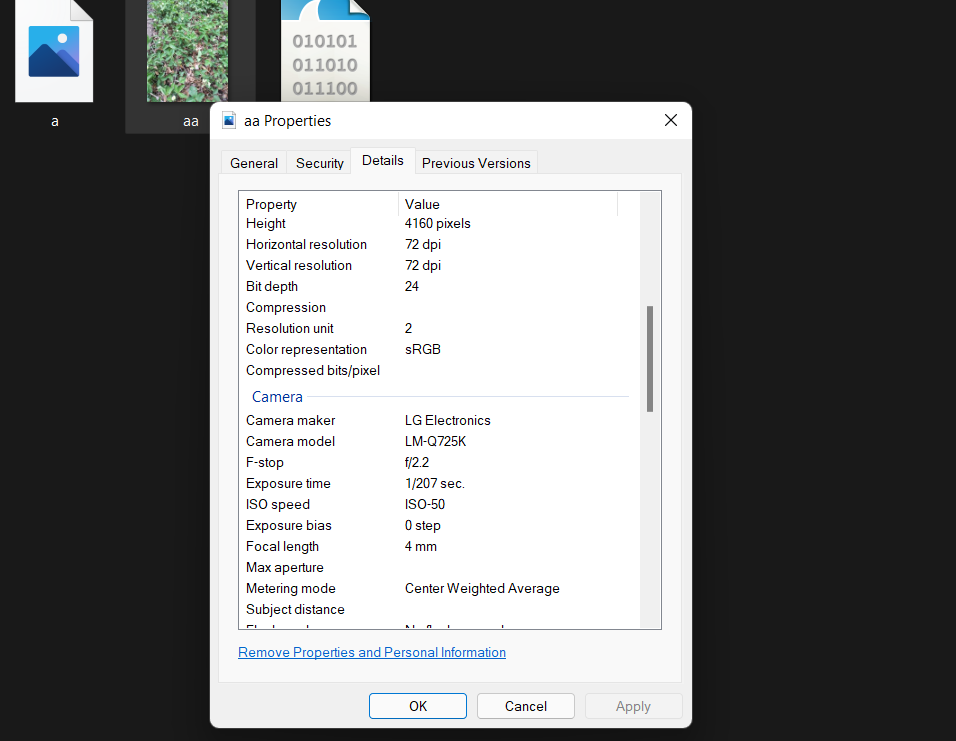 010101
011010
011100
a
aa
aa Properties
General Security Details Previous Versions
Property Value
Height 4160 pixels
Horizontal resolution 72 dpi
Vertical resolution 72 dpi
Bit depth 24
Compression
Resolution unit 2
Color representation sRGB
Compressed bits/pixel
Camera
Camera maker LG Electronics
Camera model LM-Q725K
F-stop f/2.2
Exposure time 1/207 sec.
ISO speed ISO-50
Exposure bias 0 step
Focal length 4 mm
Max aperture
Metering mode Center Weighted Average
Subject distance
Remove Properties and Personal Information
OK Cancel Apply